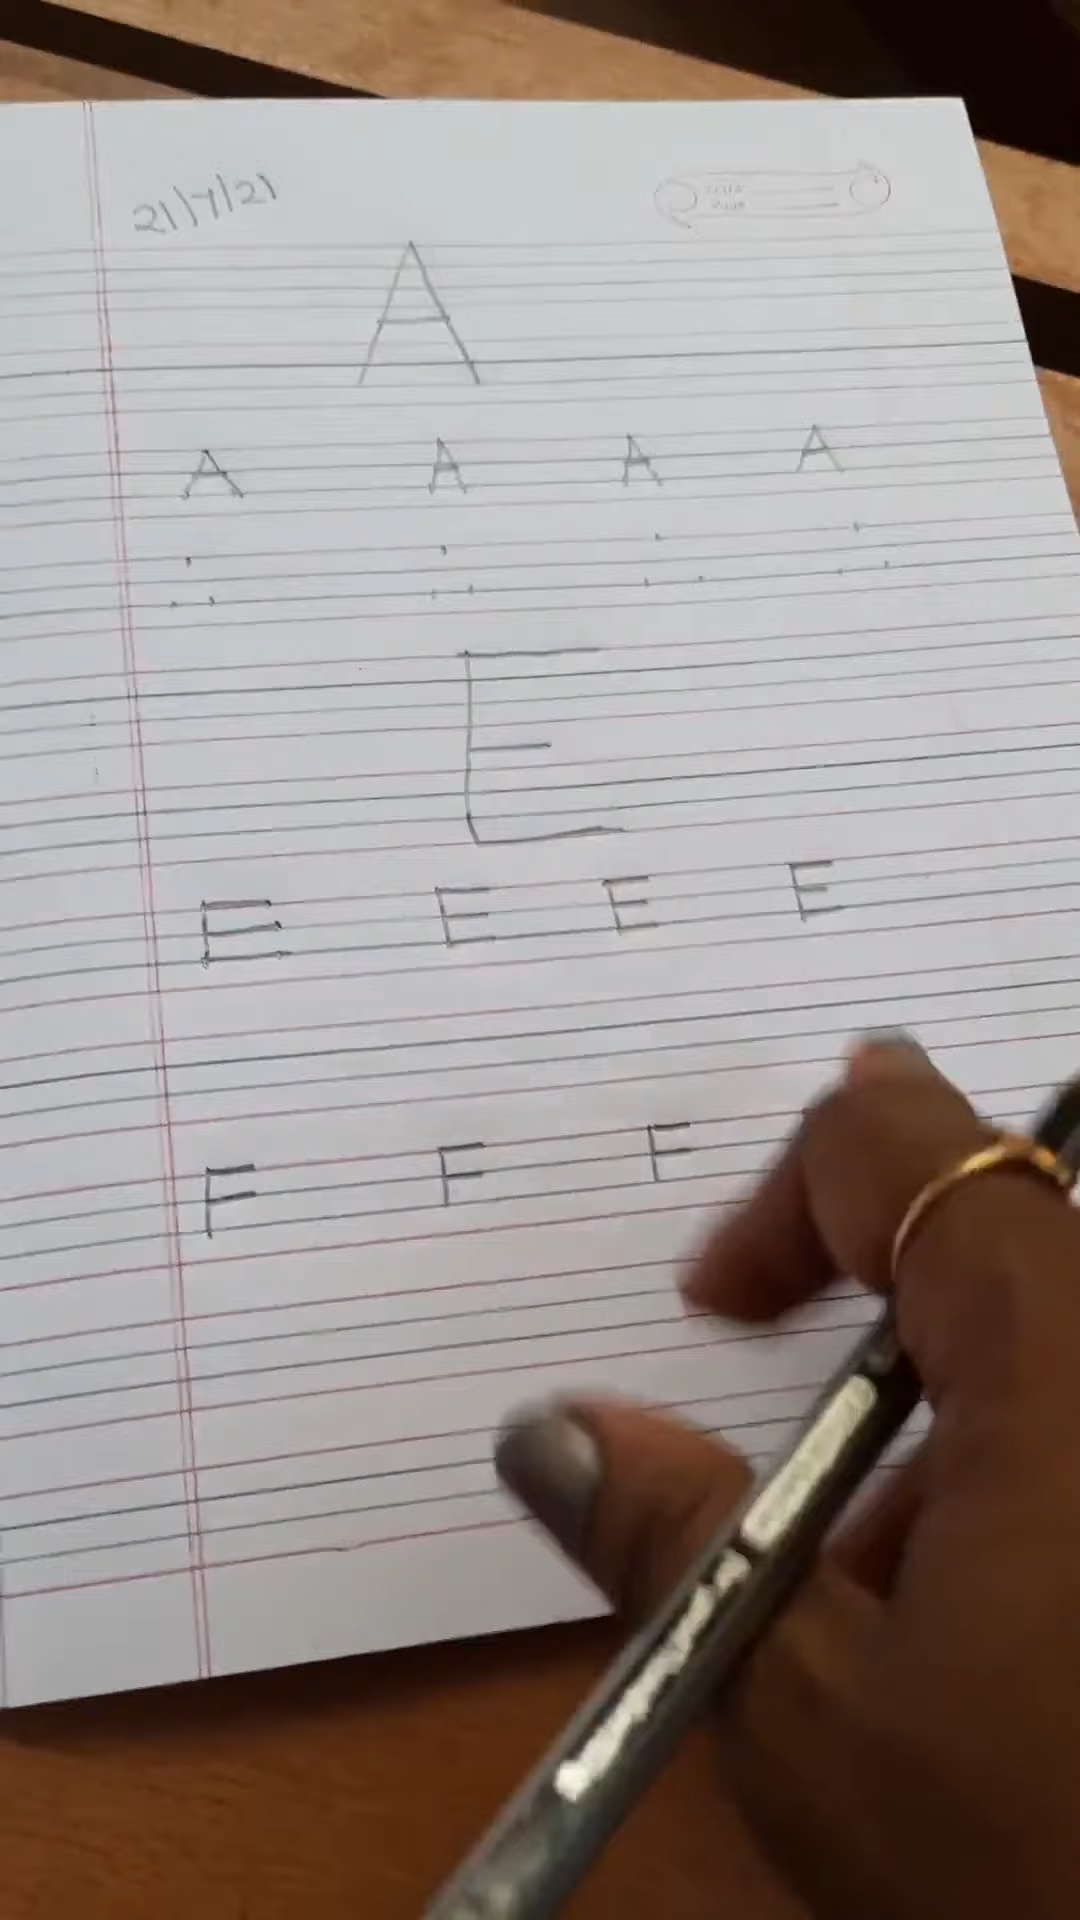 21/7/21
A
A A A A
E
E E E E
F F F